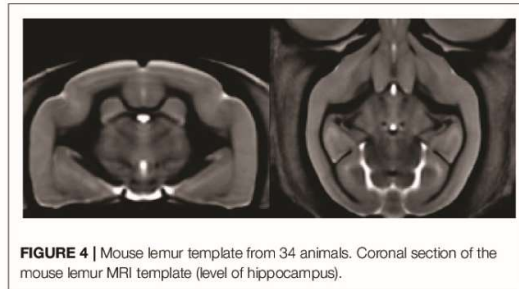 FIGURE 4 | Mouse lemur template from 34 animals. Coronal section of the
mouse lemur MRI template (level of hippocampus).